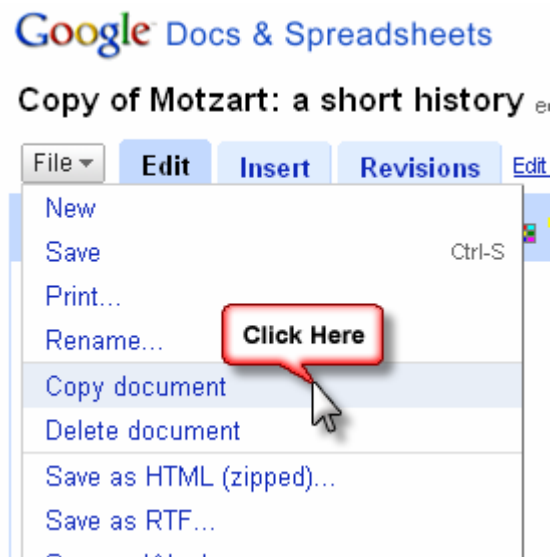 Google Docs & Spreadsheets
Copy of Motzart: a short history
File Edit Insert Revisions Edit
New
Save Ctrl-S
Print...
Rename...
Click Here
Copy document
Delete document
Save as HTML (zipped)...
Save as RTF...